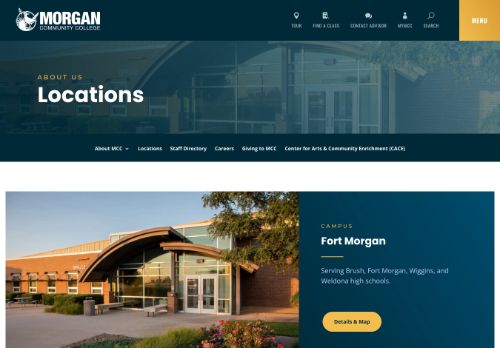 MORGAN
COMMUNITY COLLEGE
TOUR
FIND A CLASS
CONTACT ADVISOR
MYMCC
SEARCH
MENU
ABOUT US
Locations
About MCC
Locations
Staff Directory
Careers
Giving to MCC
Center for Arts & Community Enrichment (CACE)
CAMPUS
Fort Morgan
Serving Brush, Fort Morgan, Wiggins, and
Weldona high schools.
Details & Map